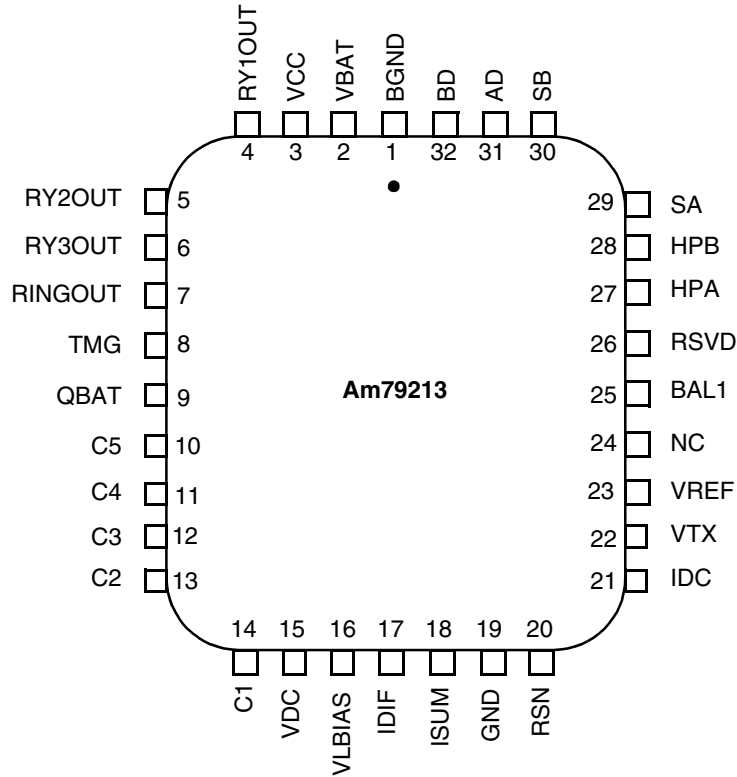 RY1OUT VCC VBAT BGND BD AD SB
4 3 2 1 32 31 30
RY2OUT 5 29 SA
RY3OUT 6 28 HPB
RINGOUT 7 27 HPA
TMG 8 26 RSVD
Am79213
QBAT 9 25 BAL1
C5 10 24 NC
C4 11 23 VREF
C3 12 22 VTX
C2 13 21 IDC
14 15 16 17 18 19 20
C1 VDC VLBIAS IDIF ISUM GND RSN